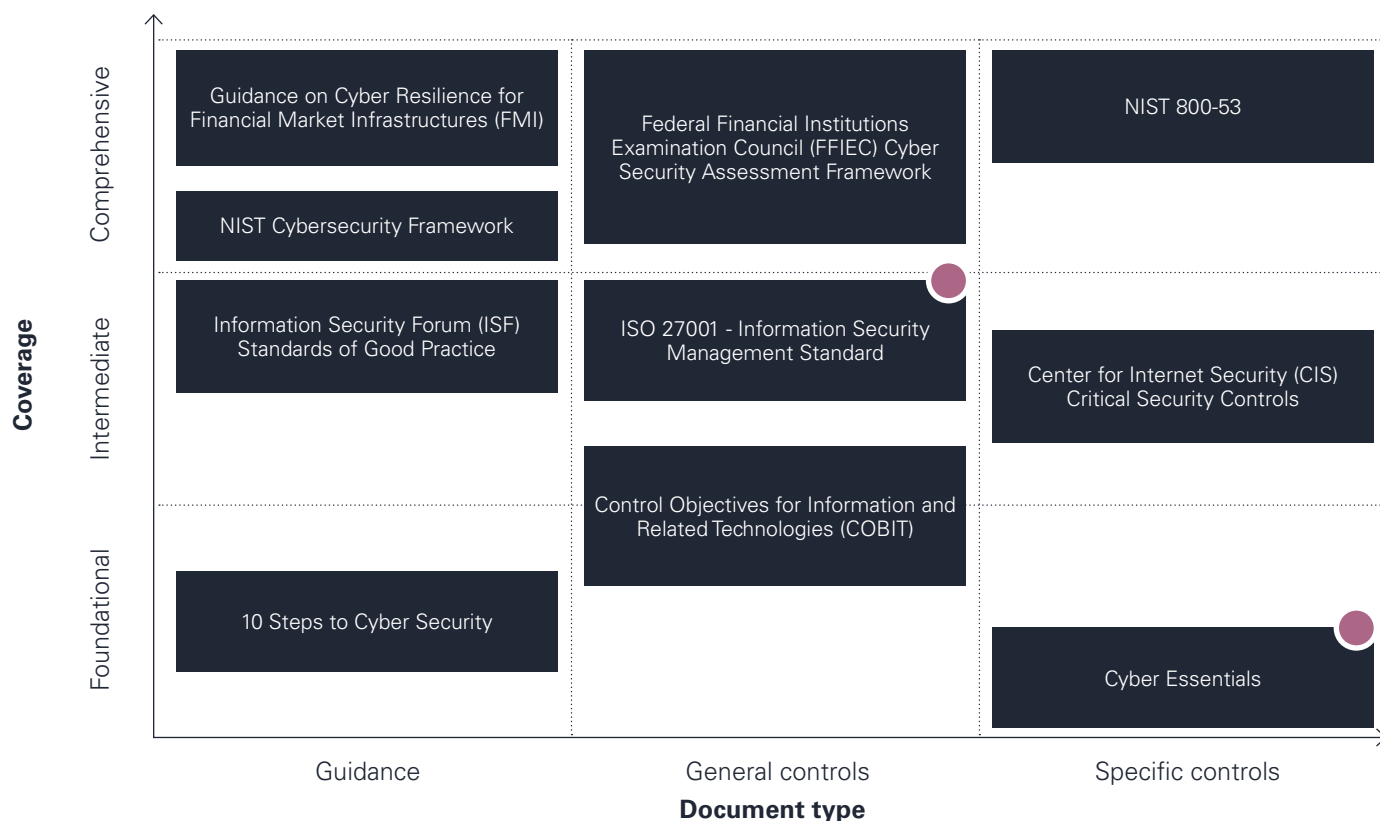 Coverage
Comprehensive
Intermediate
Foundational
Guidance on Cyber Resilience for
Financial Market Infrastructures (FMI)
NIST Cybersecurity Framework
Federal Financial Institutions
Examination Council (FFIEC) Cyber
Security Assessment Framework
NIST 800-53
Information Security Forum (ISF)
Standards of Good Practice
ISO 27001 - Information Security
Management Standard
Center for Internet Security (CIS)
Critical Security Controls
Control Objectives for Information and
Related Technologies (COBIT)
10 Steps to Cyber Security
Cyber Essentials
Guidance
General controls
Specific controls
Document type